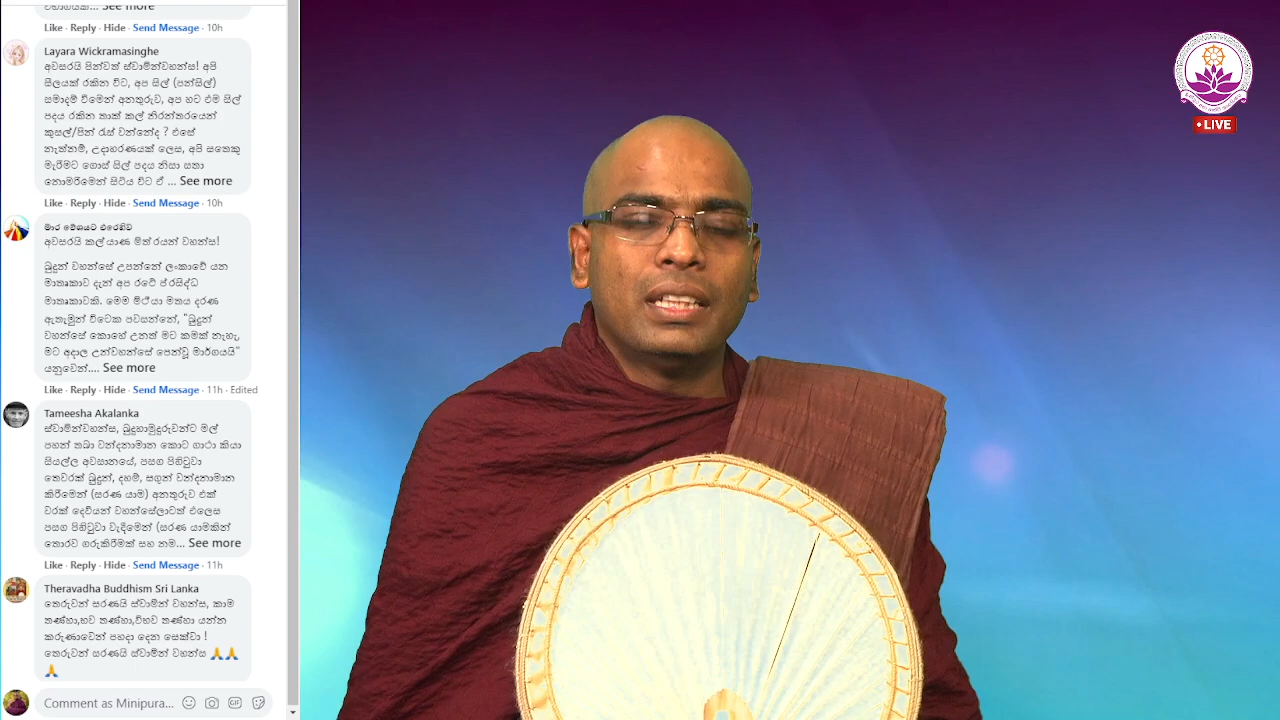 විභාගයක... See more
Like · Reply · Hide · Send Message · 10h
Layara Wickramasinghe
අවසරයි පින්වත් ස්වාමින්වහන්ස! අපි
සීලයක් රකින විට, අප සිල් (පන්සිල්)
සමාදම් වීමෙන් අනතුරුව, අප හට එම සිල්
පදය රකින තාක් කල් නිරන්තරයෙන්
කුසල්/පින් රැස් වන්නේද ? එසේ
නැත්නම්, උදාහරණයක් ලෙස, අපි සතෙකු
මැරීමට ගොස් සිල් පදය නිසා සතා
නොමරීමෙන් සිටිය විට ඒ ... See more
Like · Reply · Hide · Send Message · 10h
මාර මේශයට එරෙහිව
අවසරයි කල්යාණ මිත්‍රයන් වහන්ස!
බුදුන් වහන්සේ උපන්නේ ලංකාවේ යන
මාතෘකාව දැන් අප රටේ ප්‍රසිද්ධ
මාතෘකාවකි. මෙම මිථ්‍යා මතය දරණ
ඇතැමුන් විටෙක පවසන්නේ, "බුදුන්
වහන්සේ කොහේ උනත් මට කමක් නැහැ,
මට අදාල උන්වහන්සේ පෙන්වූ මාර්ගයයි"
යනුවෙන්.... See more
Like · Reply · Hide · Send Message · 11h · Edited
Tameesha Akalanka
ස්වාමින්වහන්ස, බුදුහාමුදුරුවන්ට මල්
පහන් තබා වන්දනාමාන කොට ගාථා කියා
සියල්ල අවසානයේ, පසඟ පිහිටුවා
තෙවරක් බුදුන්, දහම්, සඟුන් වන්දනාමාන
කිරීමෙන් (සරණ යාම) අනතුරුව එක්
වරක් දෙවියන් වහන්සේලාටත් එලෙස
පසඟ පිහිටුවා වැඳීමෙන් (සරණ යාමකින්
තොරව ගරුකිරීමක් සහ නම... See more
Like · Reply · Hide · Send Message · 11h
Theravadha Buddhism Sri Lanka
තෙරුවන් සරණයි ස්වාමින් වහන්ස, කාම
තණ්හා,භව තණ්හා,විභව තණ්හා යන්න
කරුණාවෙන් පහදා දෙන සෙක්වා !
තෙරුවන් සරණයි ස්වාමින් වහන්ස 🙏🙏
🙏
Comment as Minipura...
• LIVE